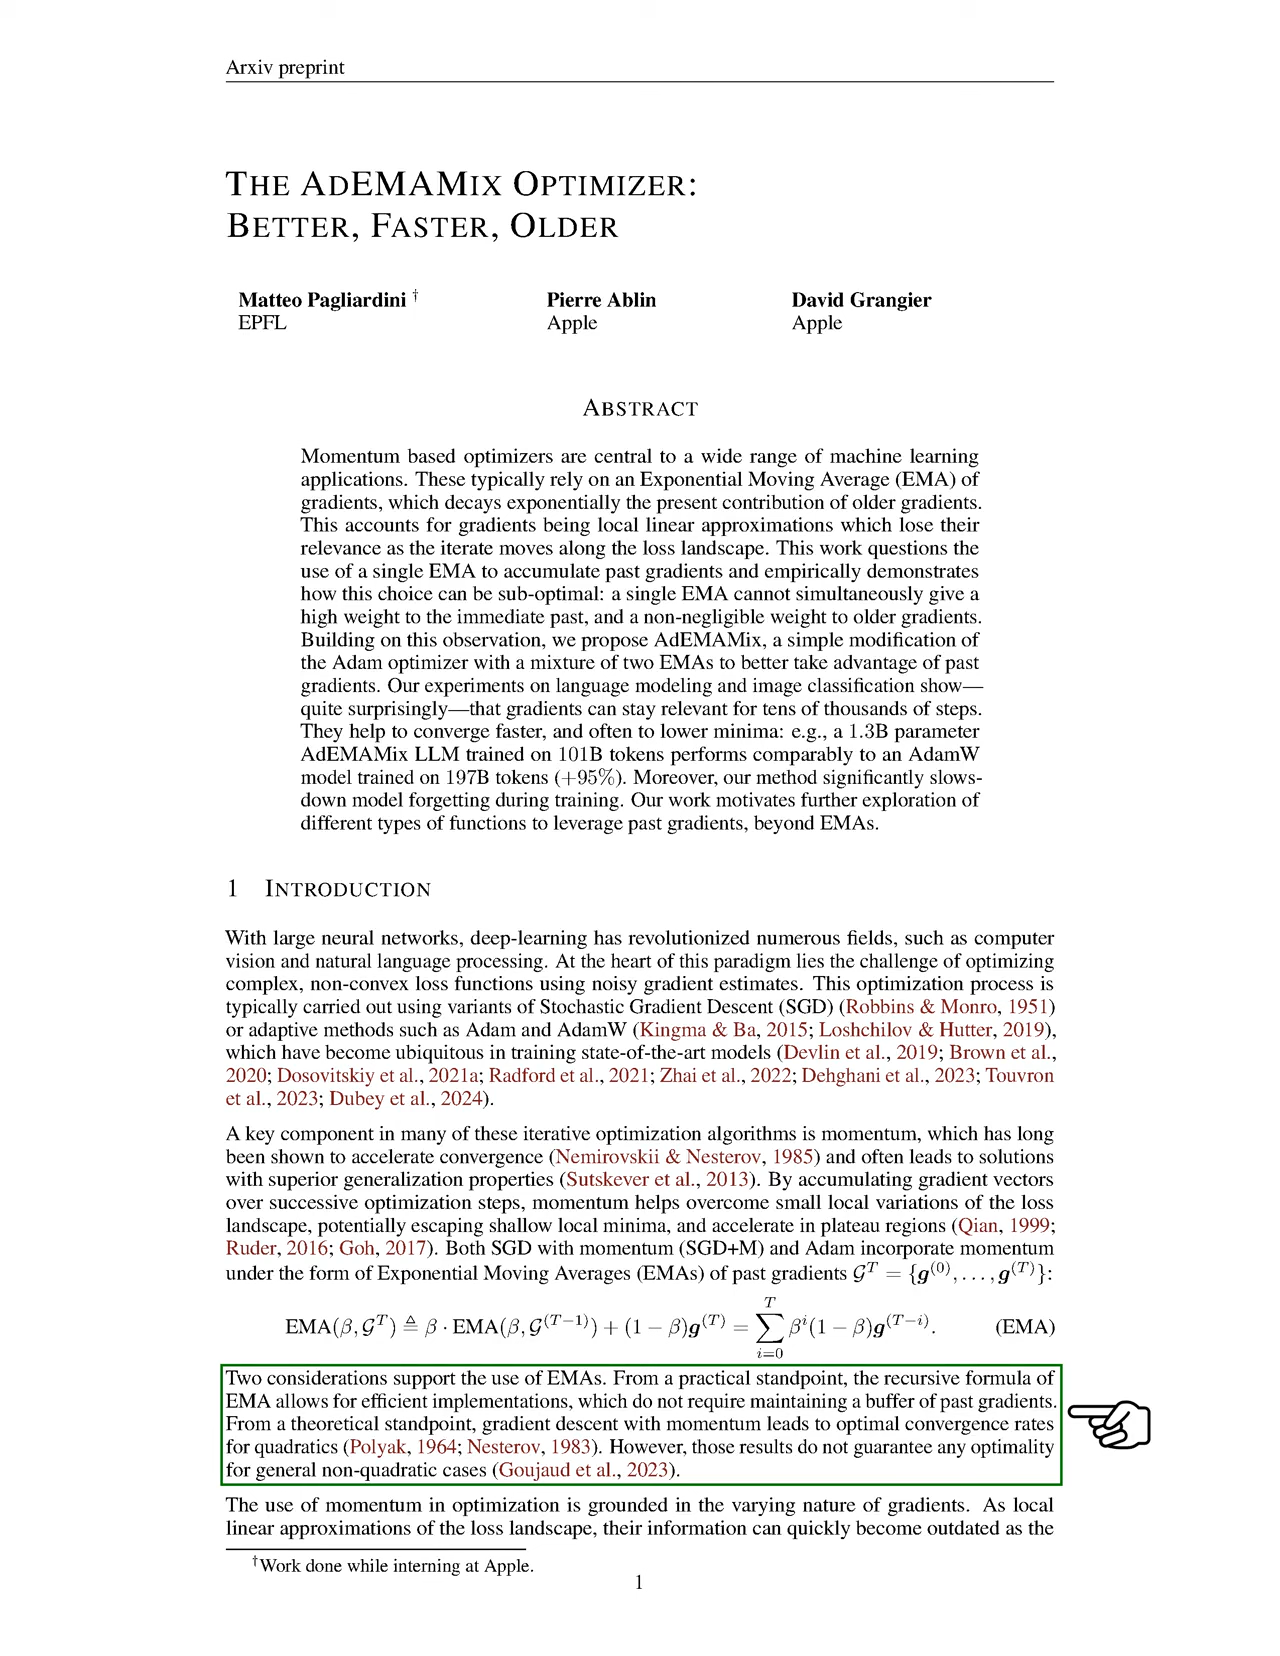 Arxiv preprint
THE ADEMAMIX OPTIMIZER:
BETTER, FASTER, OLDER
Matteo Pagliardini † Pierre Ablin David Grangier
EPFL Apple Apple
ABSTRACT
Momentum based optimizers are central to a wide range of machine learning
applications. These typically rely on an Exponential Moving Average (EMA) of
gradients, which decays exponentially the present contribution of older gradients.
This accounts for gradients being local linear approximations which lose their
relevance as the iterate moves along the loss landscape. This work questions the
use of a single EMA to accumulate past gradients and empirically demonstrates
how this choice can be sub-optimal: a single EMA cannot simultaneously give a
high weight to the immediate past, and a non-negligible weight to older gradients.
Building on this observation, we propose AdEMAMix, a simple modification of
the Adam optimizer with a mixture of two EMAs to better take advantage of past
gradients. Our experiments on language modeling and image classification show—
quite surprisingly—that gradients can stay relevant for tens of thousands of steps.
They help to converge faster, and often to lower minima: e.g., a 1.3B parameter
AdEMAMix LLM trained on 101B tokens performs comparably to an AdamW
model trained on 197B tokens (+95%). Moreover, our method significantly slows-
down model forgetting during training. Our work motivates further exploration of
different types of functions to leverage past gradients, beyond EMAs.
1 INTRODUCTION
With large neural networks, deep-learning has revolutionized numerous fields, such as computer
vision and natural language processing. At the heart of this paradigm lies the challenge of optimizing
complex, non-convex loss functions using noisy gradient estimates. This optimization process is
typically carried out using variants of Stochastic Gradient Descent (SGD) (Robbins & Monro, 1951)
or adaptive methods such as Adam and AdamW (Kingma & Ba, 2015; Loshchilov & Hutter, 2019),
which have become ubiquitous in training state-of-the-art models (Devlin et al., 2019; Brown et al.,
2020; Dosovitskiy et al., 2021a; Radford et al., 2021; Zhai et al., 2022; Dehghani et al., 2023; Touvron
et al., 2023; Dubey et al., 2024).
A key component in many of these iterative optimization algorithms is momentum, which has long
been shown to accelerate convergence (Nemirovskii & Nesterov, 1985) and often leads to solutions
with superior generalization properties (Sutskever et al., 2013). By accumulating gradient vectors
over successive optimization steps, momentum helps overcome small local variations of the loss
landscape, potentially escaping shallow local minima, and accelerate in plateau regions (Qian, 1999;
Ruder, 2016; Goh, 2017). Both SGD with momentum (SGD+M) and Adam incorporate momentum
under the form of Exponential Moving Averages (EMAs) of past gradients 𝒢^T = {g^(0), . . . , g^(T)}:
EMA(β, 𝒢^T) ≜ β · EMA(β, 𝒢^(T−1)) + (1 − β)g^(T) = ∑_{i=0}^{T} β^i(1 − β)g^(T−i). (EMA)
Two considerations support the use of EMAs. From a practical standpoint, the recursive formula of
EMA allows for efficient implementations, which do not require maintaining a buffer of past gradients.
From a theoretical standpoint, gradient descent with momentum leads to optimal convergence rates
for quadratics (Polyak, 1964; Nesterov, 1983). However, those results do not guarantee any optimality
for general non-quadratic cases (Goujaud et al., 2023).
The use of momentum in optimization is grounded in the varying nature of gradients. As local
linear approximations of the loss landscape, their information can quickly become outdated as the
†Work done while interning at Apple.
1